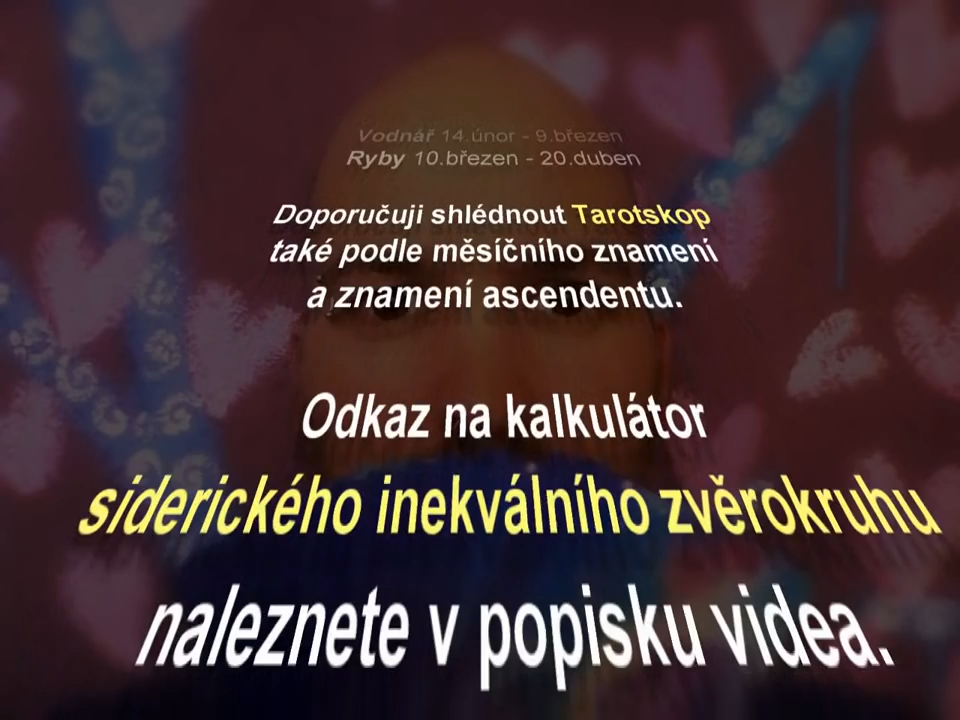 Vodnář 14.únor - 9.březen
Ryby 10.březen - 20.duben
Doporučuji shlédnout Tarotskop
také podle měsíčního znamení
a znamení ascendentu.
Odkaz na kalkulátor
siderického inekválního zvěrokruhu
naleznete v popisku videa.